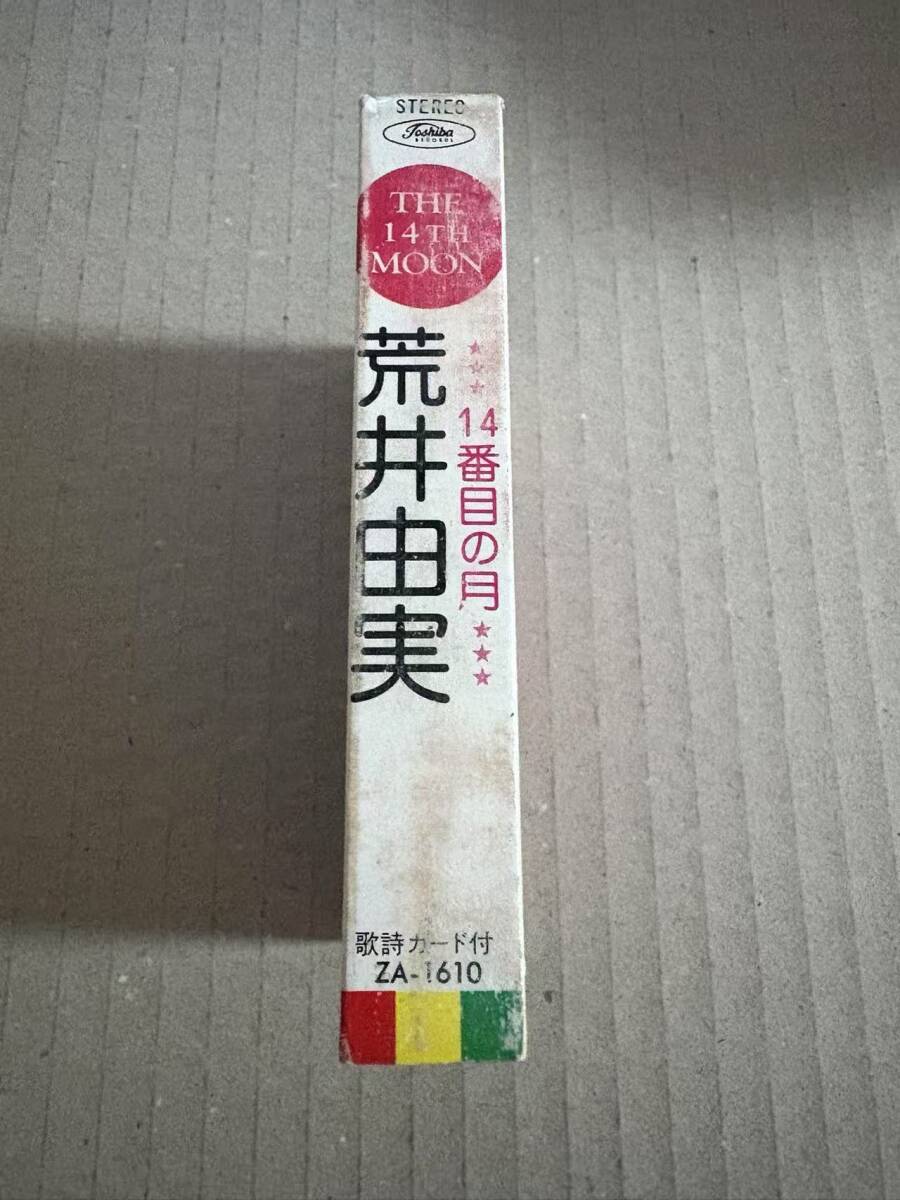 STEREO
Toshiba
RECORDS
THE
14TH
MOON
荒井由実
★☆★14番目の月★★★
歌詩カード付
ZA-1610